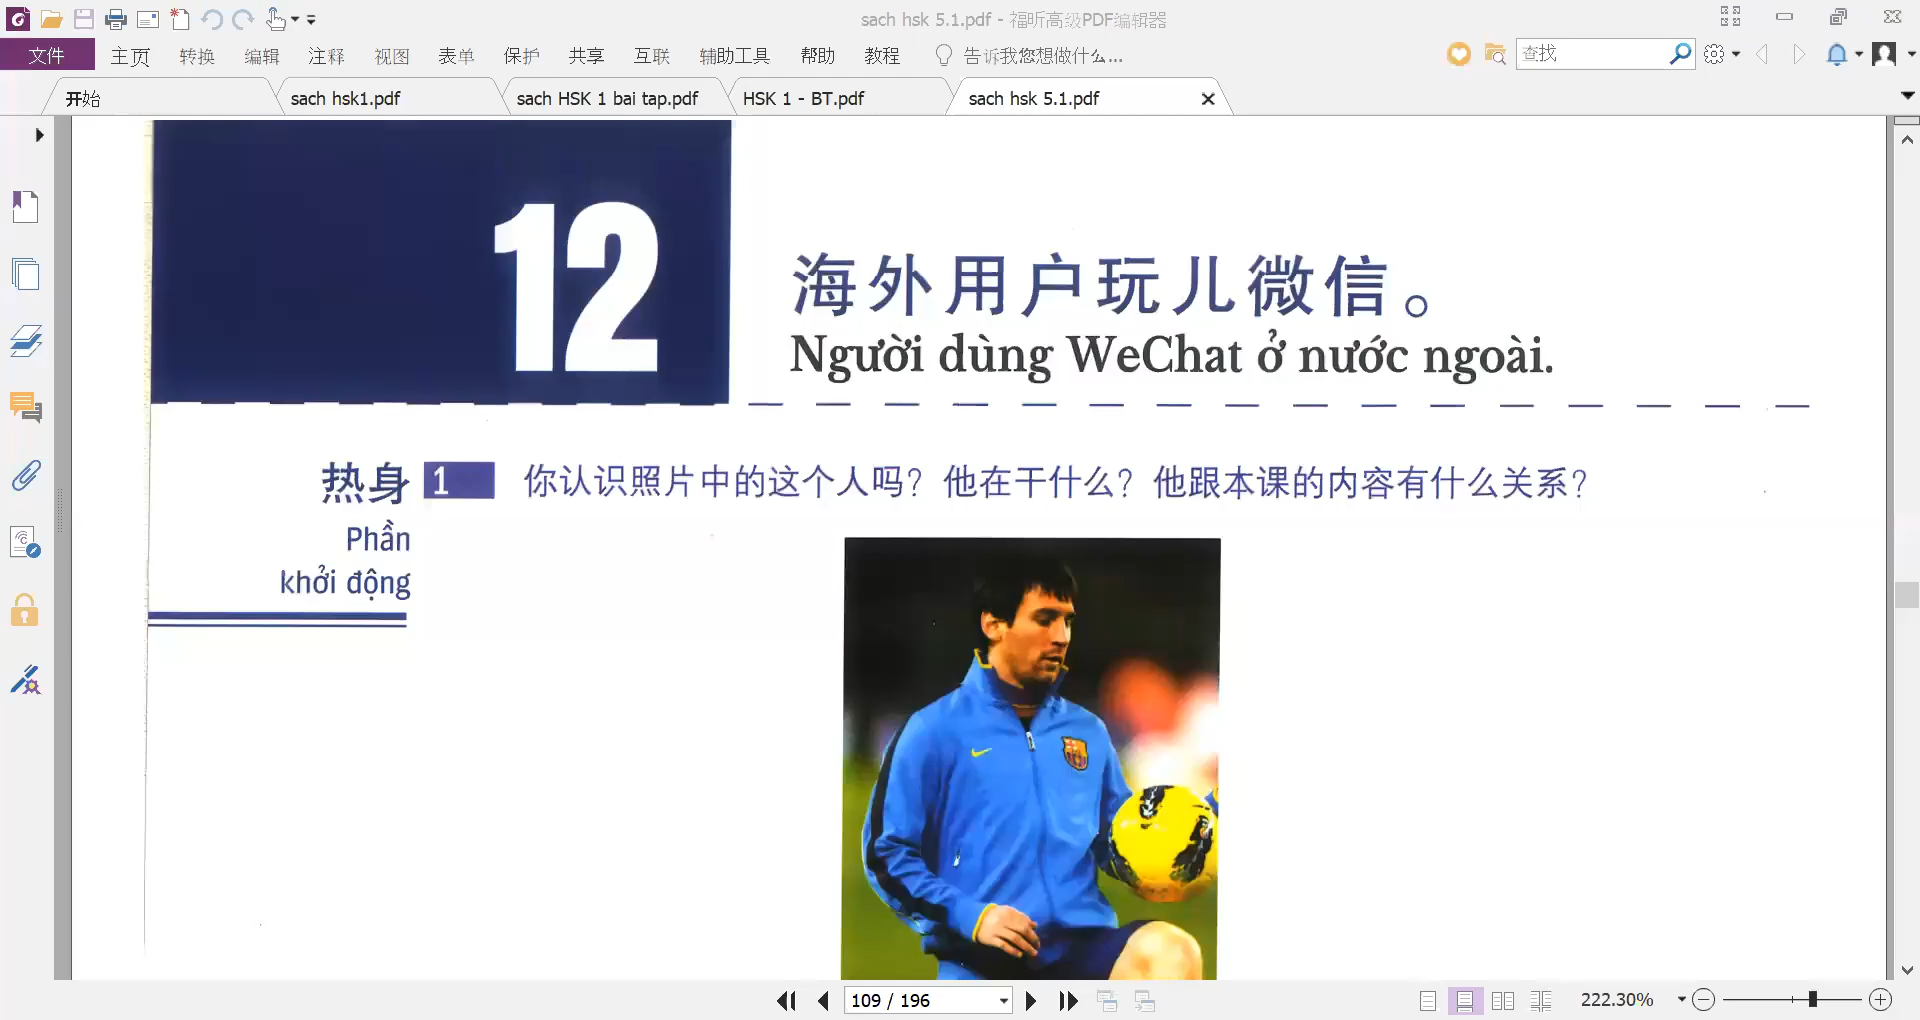 sach hsk 5.1.pdf - 福昕高级PDF编辑器
文件 主页 转换 编辑 注释 视图 表单 保护 共享 互联 辅助工具 帮助 教程 告诉我您想做什么... 查找
开始 sach hsk1.pdf sach HSK 1 bai tap.pdf HSK 1 - BT.pdf sach hsk 5.1.pdf
12
海外用户玩儿微信。
Người dùng WeChat ở nước ngoài.
热身 1 你认识照片中的这个人吗？他在干什么？他跟本课的内容有什么关系？
Phần
khởi động
109 / 196 222.30%